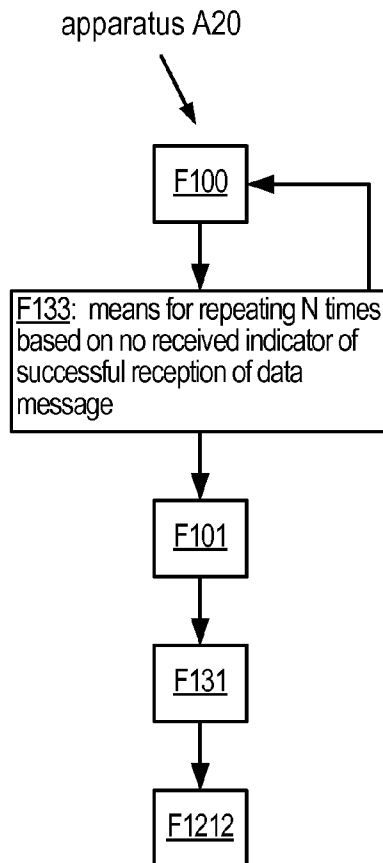 apparatus A20
F100
F133: means for repeating N times
based on no received indicator of
successful reception of data
message
F101
F131
F1212